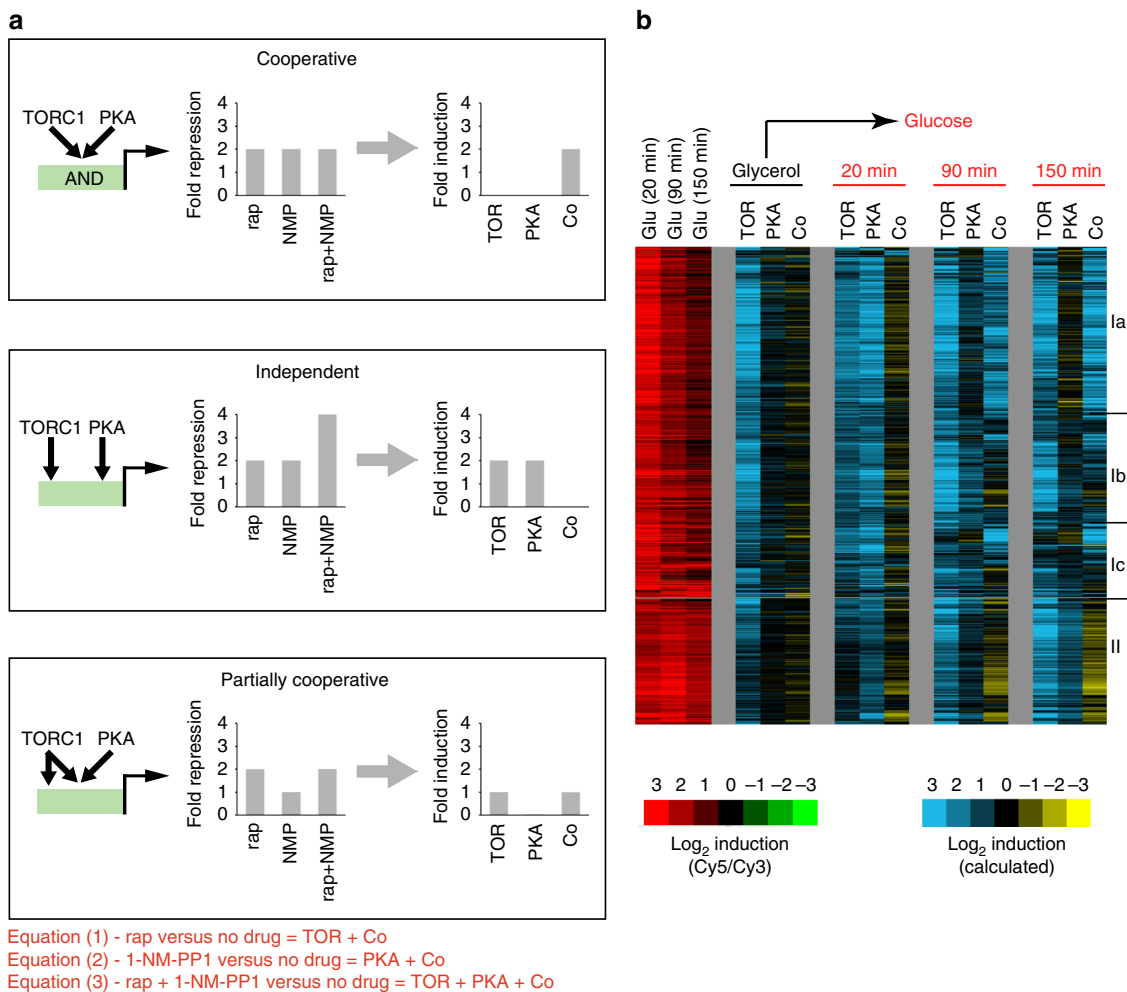 a
Cooperative
TORC1 PKA
AND
Fold repression
4
3
2
1
0
rap
NMP
rap+NMP
Fold induction
4
3
2
1
0
TOR
PKA
Co
Independent
TORC1 PKA
Fold repression
4
3
2
1
0
rap
NMP
rap+NMP
Fold induction
4
3
2
1
0
TOR
PKA
Co
Partially cooperative
TORC1 PKA
Fold repression
4
3
2
1
0
rap
NMP
rap+NMP
Fold induction
4
3
2
1
0
TOR
PKA
Co
Equation (1) - rap versus no drug = TOR + Co
Equation (2) - 1-NM-PP1 versus no drug = PKA + Co
Equation (3) - rap + 1-NM-PP1 versus no drug = TOR + PKA + Co
b
Glucose
Glycerol 20 min 90 min 150 min
Glu (20 min)
Glu (90 min)
Glu (150 min)
TOR
PKA
Co
TOR
PKA
Co
TOR
PKA
Co
TOR
PKA
Co
Ia
Ib
Ic
II
3 2 1 0 −1 −2 −3
Log2 induction
(Cy5/Cy3)
3 2 1 0 −1 −2 −3
Log2 induction
(calculated)